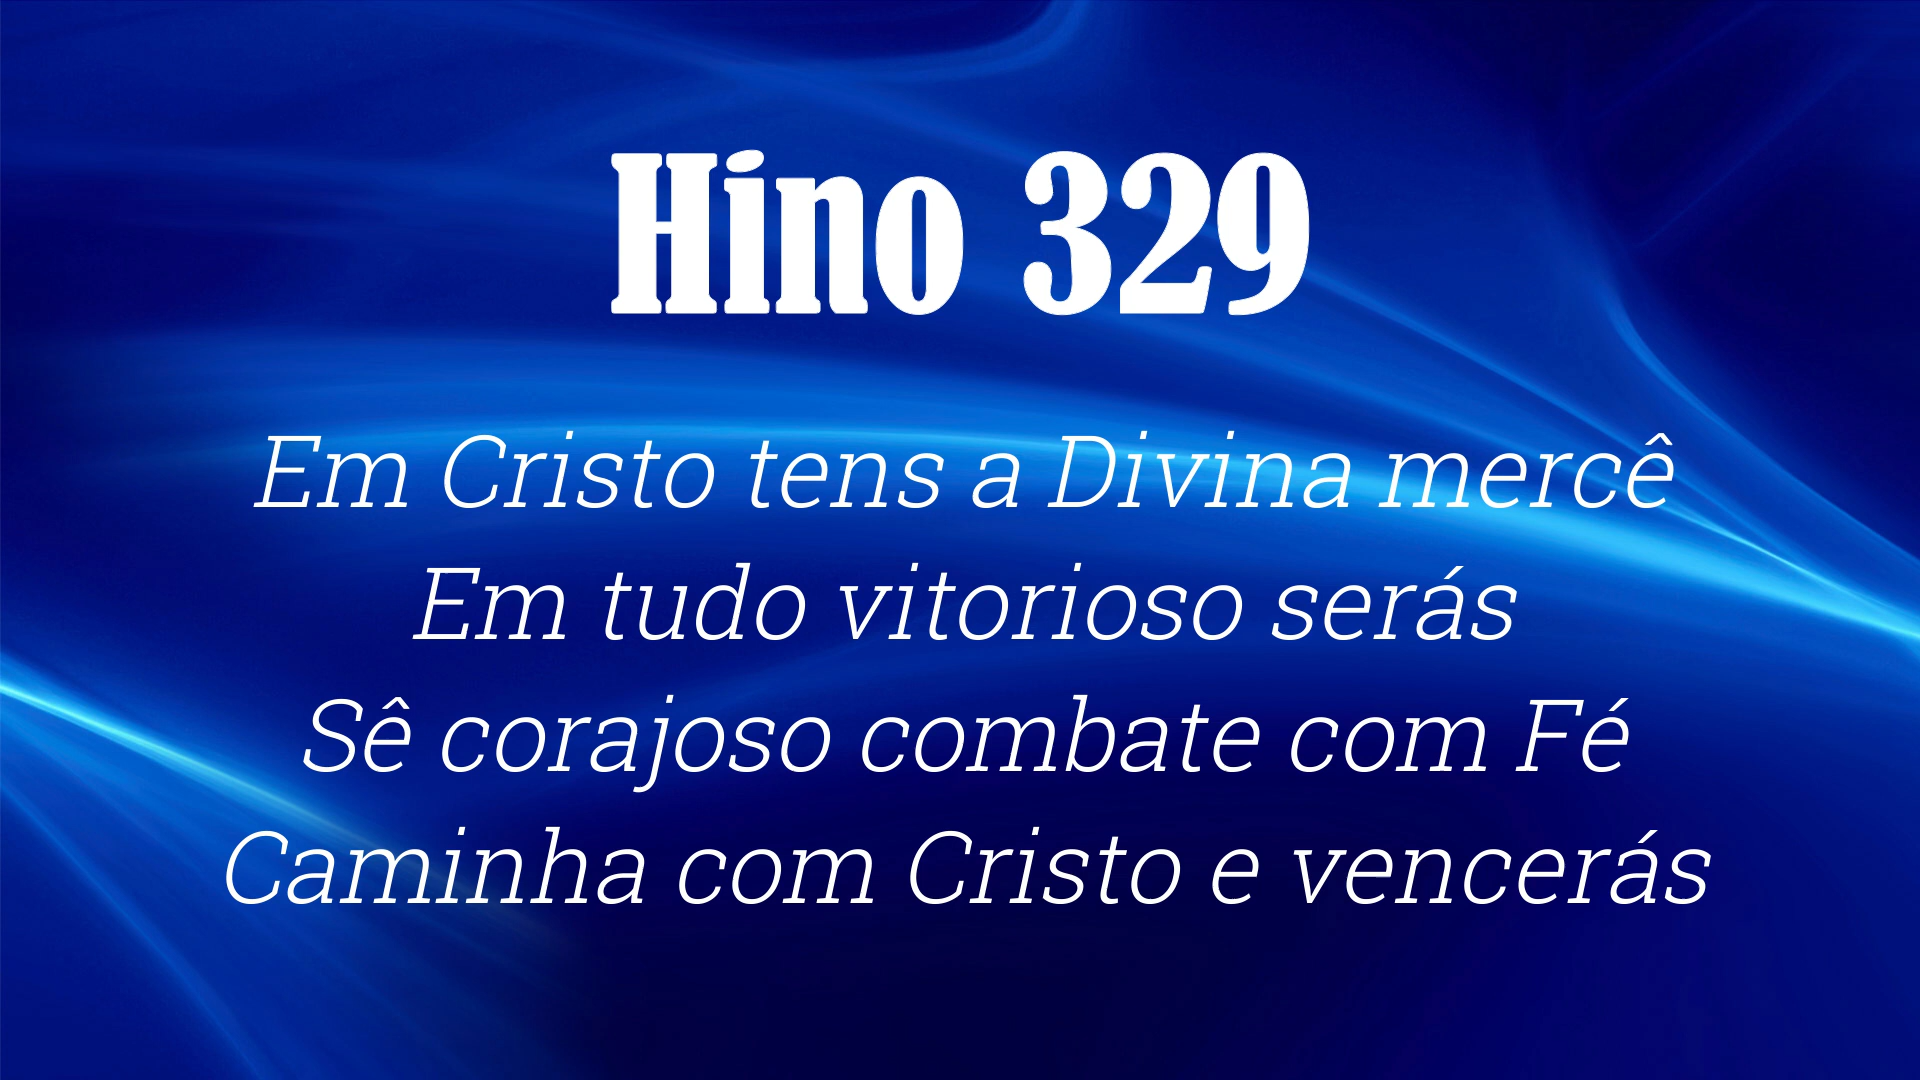 Hino 329
Em Cristo tens a Divina mercê
Em tudo vitorioso serás
Sê corajoso combate com Fé
Caminha com Cristo e vencerás